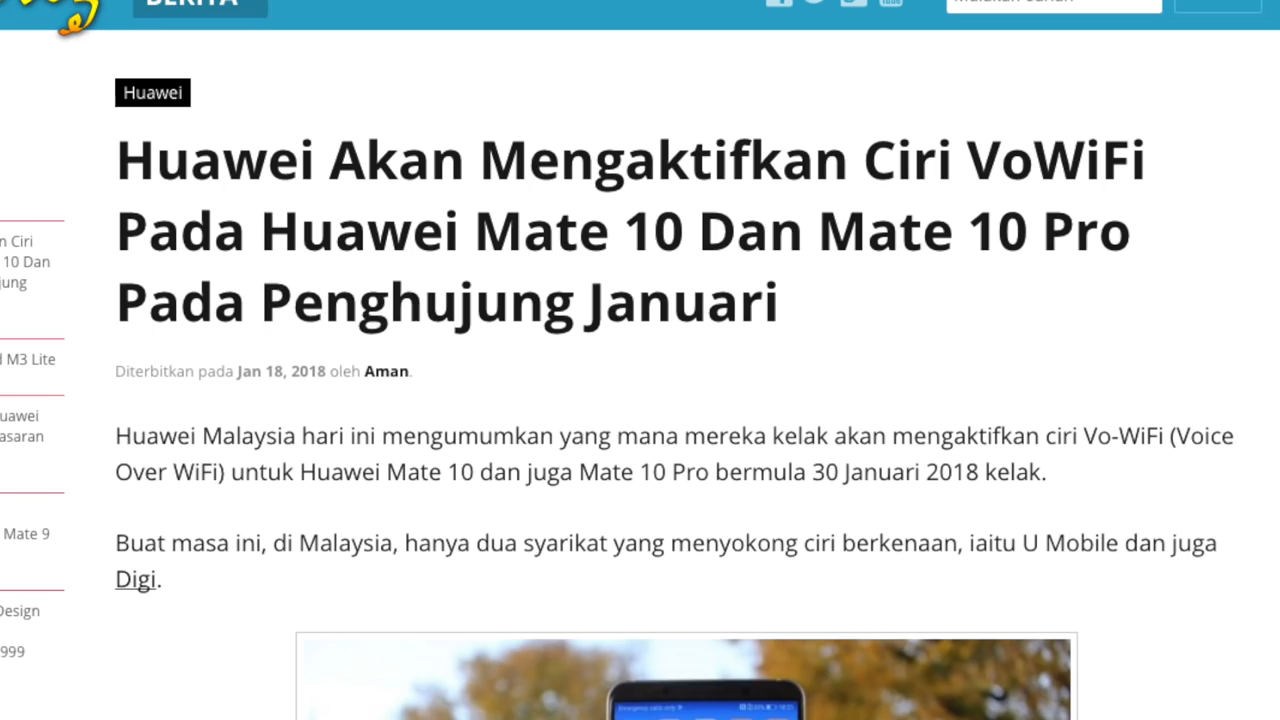 BERITA
Huawei
Huawei Akan Mengaktifkan Ciri VoWiFi
Pada Huawei Mate 10 Dan Mate 10 Pro
Pada Penghujung Januari
Diterbitkan pada Jan 18, 2018 oleh Aman.
Huawei Malaysia hari ini mengumumkan yang mana mereka kelak akan mengaktifkan ciri Vo-WiFi (Voice
Over WiFi) untuk Huawei Mate 10 dan juga Mate 10 Pro bermula 30 Januari 2018 kelak.
Buat masa ini, di Malaysia, hanya dua syarikat yang menyokong ciri berkenaan, iaitu U Mobile dan juga
Digi.
Ciri
10 Dan
M3 Lite
Mate 9
Design
999
Emergency calls only